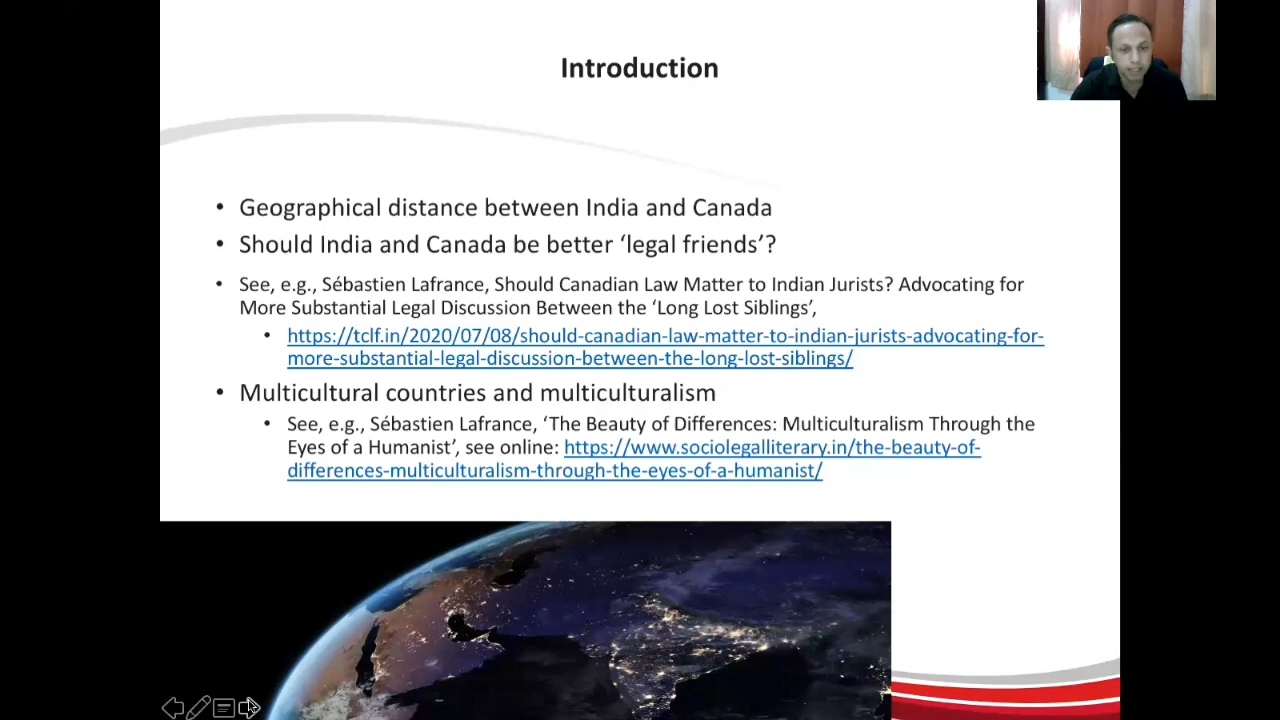 Introduction
• Geographical distance between India and Canada
• Should India and Canada be better ‘legal friends’?
• See, e.g., Sébastien Lafrance, Should Canadian Law Matter to Indian Jurists? Advocating for
More Substantial Legal Discussion Between the ‘Long Lost Siblings’,
• https://tclf.in/2020/07/08/should-canadian-law-matter-to-indian-jurists-advocating-for-
more-substantial-legal-discussion-between-the-long-lost-siblings/
• Multicultural countries and multiculturalism
• See, e.g., Sébastien Lafrance, ‘The Beauty of Differences: Multiculturalism Through the
Eyes of a Humanist’, see online: https://www.sociolegalliterary.in/the-beauty-of-
differences-multiculturalism-through-the-eyes-of-a-humanist/